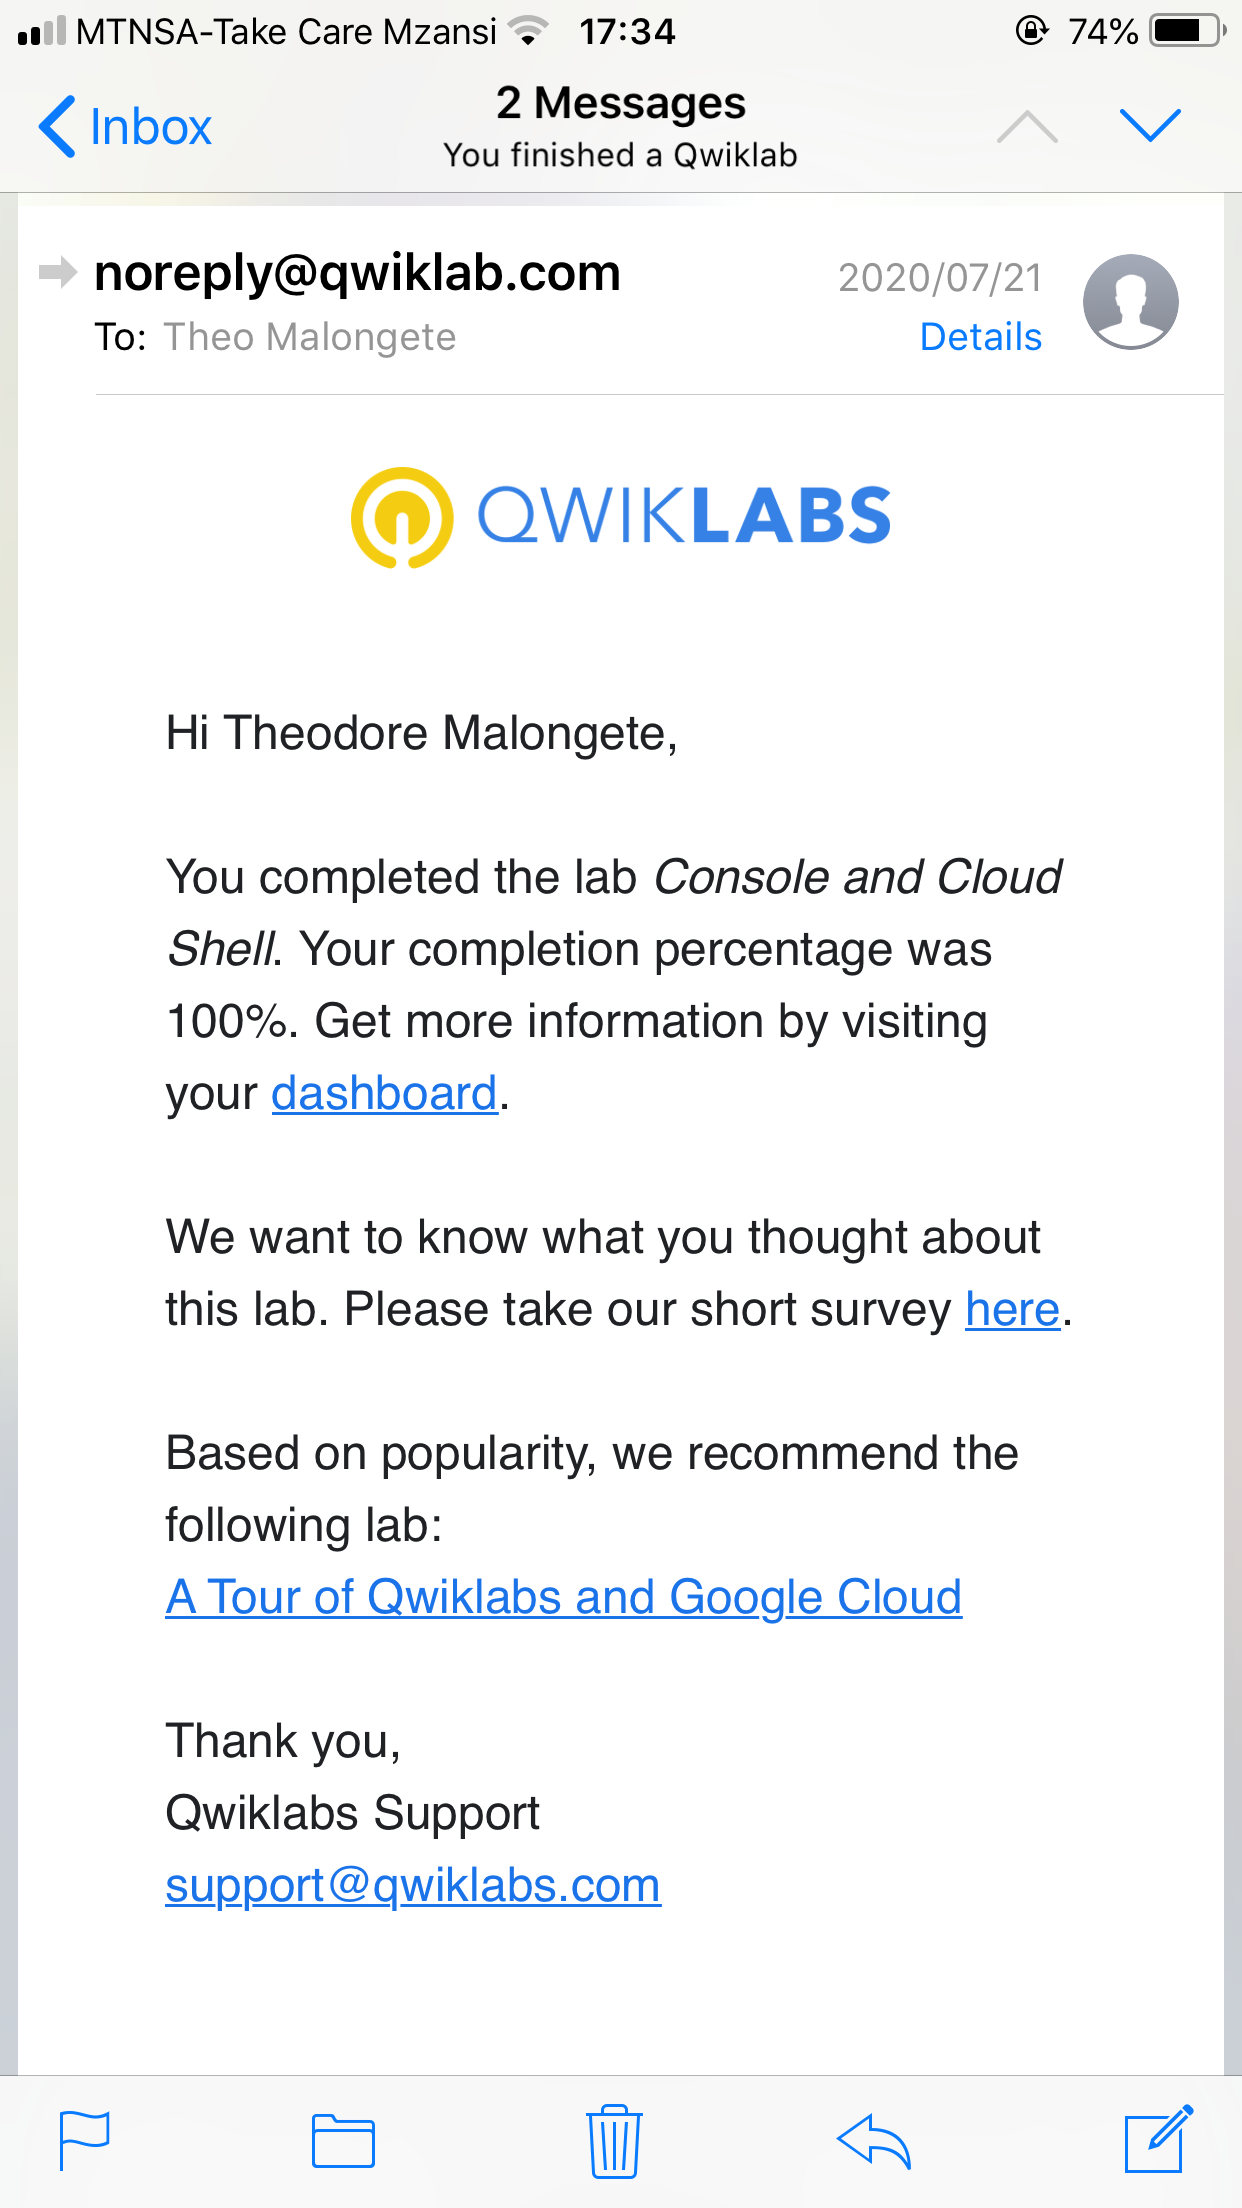 MTNSA-Take Care Mzansi 17:34 74%
Inbox
2 Messages
You finished a Qwiklab
noreply@qwiklab.com 2020/07/21
To: Theo Malongete Details
QWIKLABS
Hi Theodore Malongete,
You completed the lab Console and Cloud
Shell. Your completion percentage was
100%. Get more information by visiting
your dashboard.
We want to know what you thought about
this lab. Please take our short survey here.
Based on popularity, we recommend the
following lab:
A Tour of Qwiklabs and Google Cloud
Thank you,
Qwiklabs Support
support@qwiklabs.com